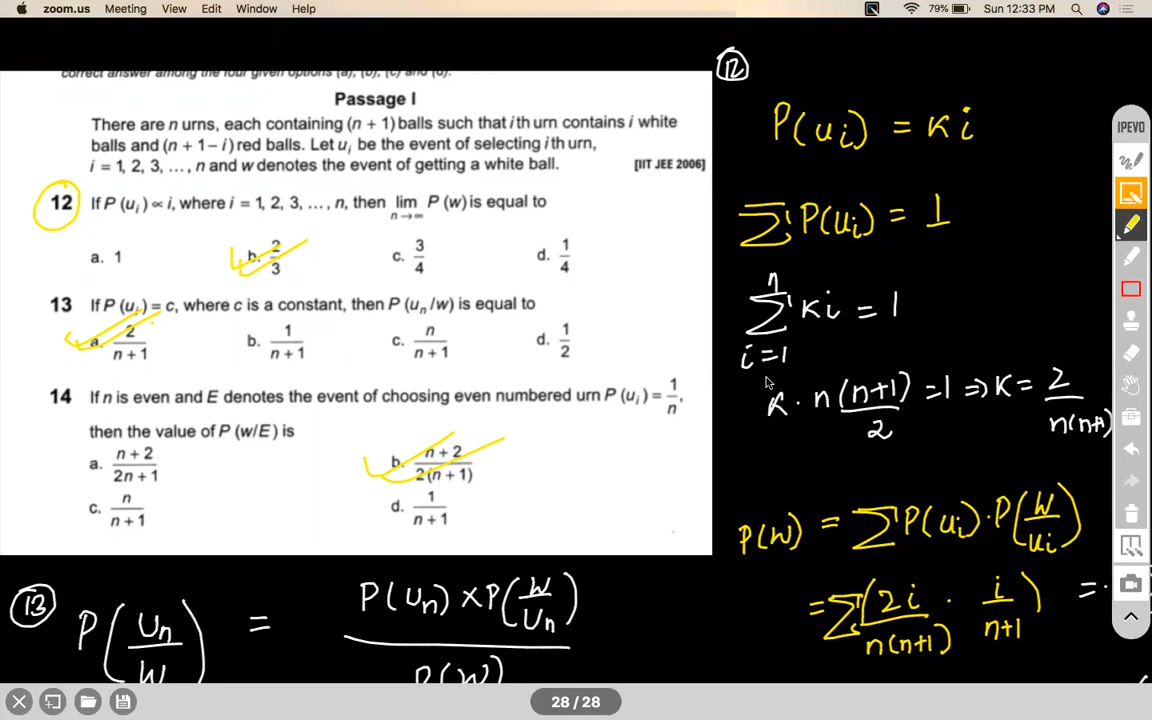 zoom.us Meeting View Edit Window Help 79% Sun 12:33 PM
correct answer among the four given options (a), (b), (c) and (d).
Passage I
There are n urns, each containing (n + 1) balls such that i th urn contains i white
balls and (n + 1 – i) red balls. Let uᵢ be the event of selecting i th urn,
i = 1, 2, 3, ..., n and w denotes the event of getting a white ball. [IIT JEE 2006]
12 If P (uᵢ) ∝ i, where i = 1, 2, 3, ..., n, then lim n→∞ P (w) is equal to
a. 1 b. 2/3 c. 3/4 d. 1/4
13 If P (uᵢ) = c, where c is a constant, then P (uₙ/w) is equal to
a. 2/(n + 1) b. 1/(n + 1) c. n/(n + 1) d. 1/2
14 If n is even and E denotes the event of choosing even numbered urn P (uᵢ) = 1/n,
then the value of P (w/E) is
a. (n + 2)/(2n + 1) b. (n + 2)/(2(n + 1))
c. n/(n + 1) d. 1/(n + 1)
(12)
P(uᵢ) = Ki
Σ P(uᵢ) = 1
Σ_{i=1}^{n} Ki = 1
K · n(n+1)/2 = 1 ⇒ K = 2/n(n+1)
P(W) = Σ P(uᵢ) · P(W/uᵢ)
= Σ (2i/n(n+1) · i/n+1) =
(13)
P(Uₙ/W) = P(Uₙ) × P(W/Uₙ) / P(W)
IPEVO
28 / 28